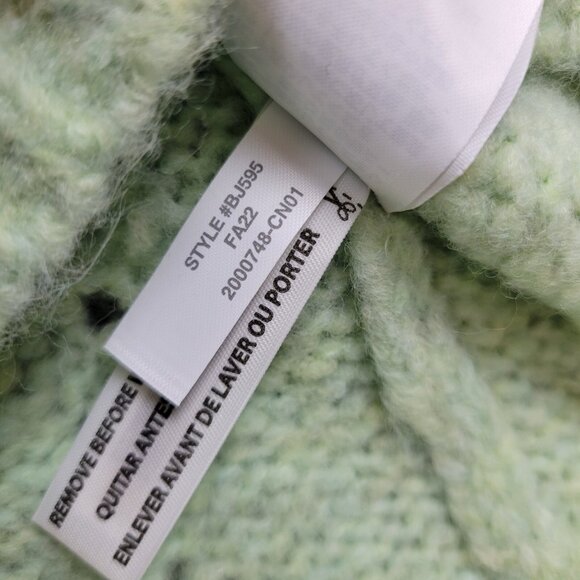 STYLE #BJ595
FA22
2000748-CN01
REMOVE BEFORE
QUITAR ANTE
ENLEVER AVANT DE LAVER OU PORTER